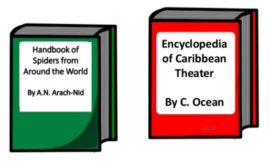 Handbook of
Spiders from
Around the World
By A.N. Arach-Nid
Encyclopedia
of Caribbean
Theater
By C. Ocean